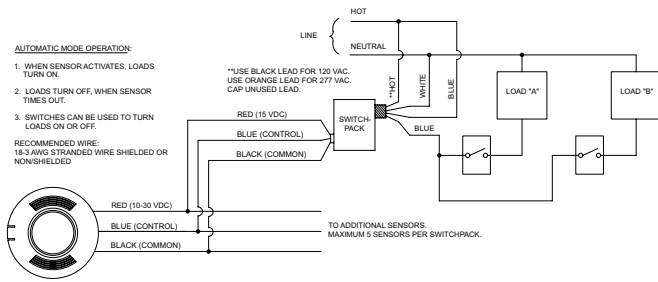 HOT
LINE
NEUTRAL
AUTOMATIC MODE OPERATION:
1. WHEN SENSOR ACTIVATES, LOADS
TURN ON.
2. LOADS TURN OFF, WHEN SENSOR
TIMES OUT.
3. SWITCHES CAN BE USED TO TURN
LOADS ON OR OFF.
RECOMMENDED WIRE:
18-3 AWG STRANDED WIRE SHIELDED OR
NON/SHIELDED
**USE BLACK LEAD FOR 120 VAC.
USE ORANGE LEAD FOR 277 VAC.
CAP UNUSED LEAD.
**HOT
WHITE
BLUE
LOAD "A"
LOAD "B"
RED (15 VDC)
BLUE (CONTROL)
BLACK (COMMON)
SWITCH-
PACK
BLUE
RED (10-30 VDC)
BLUE (CONTROL)
BLACK (COMMON)
TO ADDITIONAL SENSORS.
MAXIMUM 5 SENSORS PER SWITCHPACK.